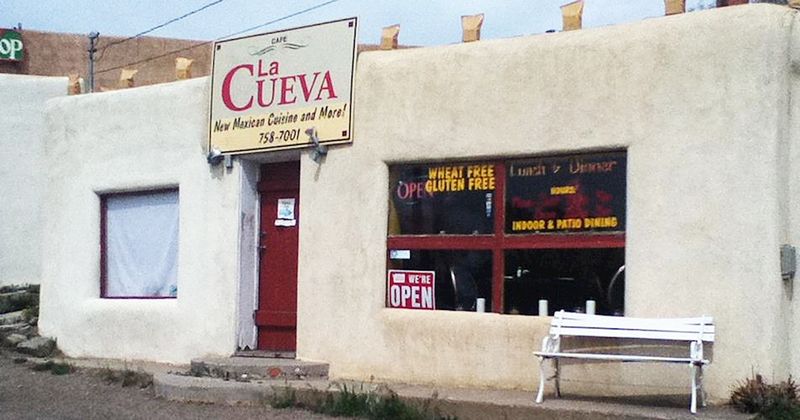 OP
CAFE
La
CUEVA
New Mexican Cuisine and More!
758-7001
WHEAT FREE
OPEN
GLUTEN FREE
Lunch & Dinner
HOURS:
INDOOR & PATIO DINING
WE'RE
OPEN